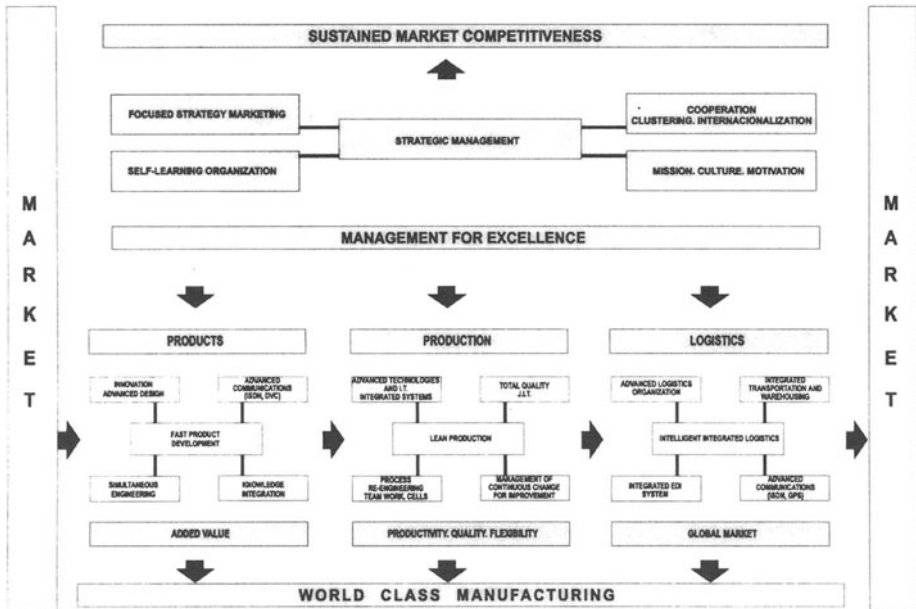 SUSTAINED MARKET COMPETITIVENESS
FOCUSED STRATEGY MARKETING
COOPERATION
CLUSTERING. INTERNACIONALIZATION
STRATEGIC MANAGEMENT
SELF-LEARNING ORGANIZATION
MISSION. CULTURE. MOTIVATION
MARKET
MARKET
MANAGEMENT FOR EXCELLENCE
PRODUCTS
PRODUCTION
LOGISTICS
INNOVATION
ADVANCED DESIGN
ADVANCED
COMMUNICATIONS
(ISDN, DVC)
FAST PRODUCT
DEVELOPMENT
SIMULTANEOUS
ENGINEERING
KNOWLEDGE
INTEGRATION
ADVANCED TECHNOLOGIES
AND I.T.
INTEGRATED SYSTEMS
TOTAL QUALITY
J.I.T.
LEAN PRODUCTION
PROCESS
RE-ENGINEERING
TEAM WORK. CELLS
MANAGEMENT OF
CONTINUOUS CHANGE
FOR IMPROVEMENT
ADVANCED LOGISTICS
ORGANIZATION
INTEGRATED
TRANSPORTATION AND
WAREHOUSING
INTELLIGENT INTEGRATED LOGISTICS
INTEGRATED EDI
SYSTEM
ADVANCED
COMMUNICATIONS
(ISDN, GPS)
ADDED VALUE
PRODUCTIVITY. QUALITY. FLEXIBILITY
GLOBAL MARKET
WORLD CLASS MANUFACTURING